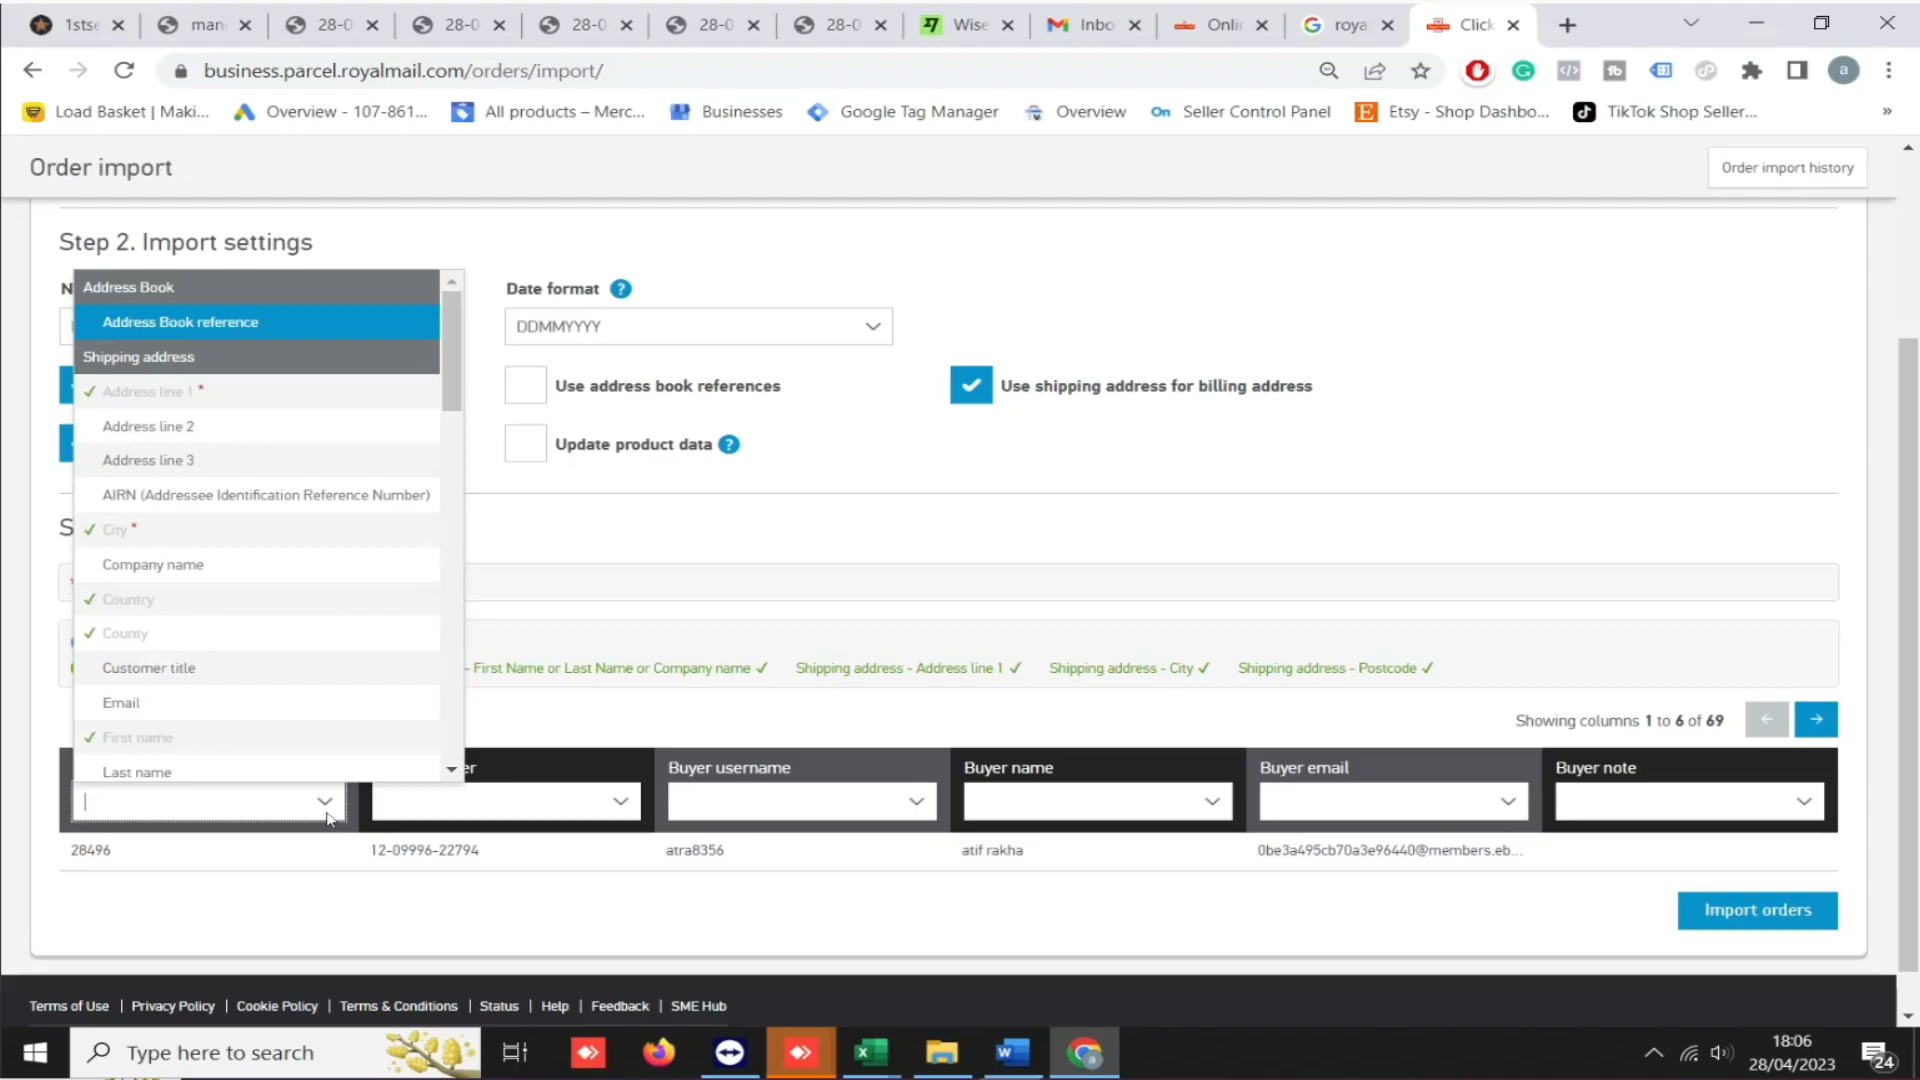 1stse
man
28-0
28-0
28-0
28-0
28-0
Wise
Inbo
Onlin
roya
Click
business.parcel.royalmail.com/orders/import/
Load Basket | Maki...
Overview - 107-861...
All products – Merc...
Businesses
Google Tag Manager
Overview
On Seller Control Panel
Etsy - Shop Dashbo...
TikTok Shop Seller...
»
Order import
Order import history
Step 2. Import settings
N
Date format ?
DDMMYYYY
Use address book references
Use shipping address for billing address
Update product data ?
Address Book
Address Book reference
Shipping address
Address line 1 *
Address line 2
Address line 3
AIRN (Addressee Identification Reference Number)
City *
Company name
Country
County
Customer title
Email
First name
Last name
S
- First Name or Last Name or Company name ✓
Shipping address - Address line 1 ✓
Shipping address - City ✓
Shipping address - Postcode ✓
Showing columns 1 to 6 of 69
er
Buyer username
Buyer name
Buyer email
Buyer note
28496
12-09996-22794
atra8356
atif rakha
0be3a495cb70a3e96440@members.eb...
Import orders
Terms of Use | Privacy Policy | Cookie Policy | Terms & Conditions | Status | Help | Feedback | SME Hub
Type here to search
18:06
28/04/2023
24